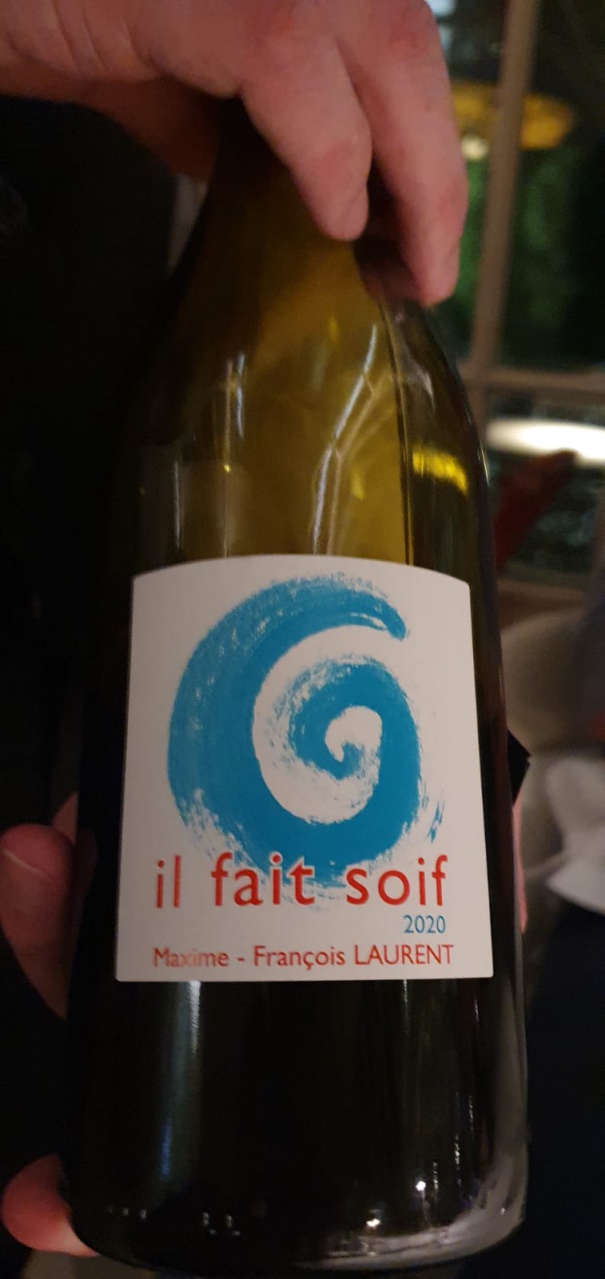 il fait soif
2020
Maxime - François LAURENT